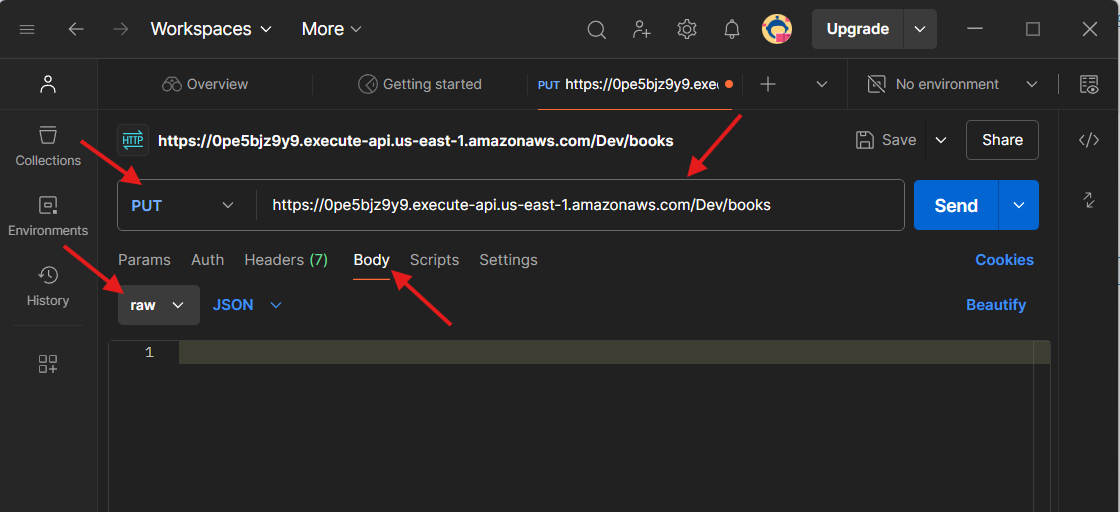 Workspaces More Upgrade
Overview Getting started PUT https://0pe5bjz9y9.exec No environment
HTTP https://0pe5bjz9y9.execute-api.us-east-1.amazonaws.com/Dev/books Save Share
Collections
PUT https://0pe5bjz9y9.execute-api.us-east-1.amazonaws.com/Dev/books Send
Environments
Params Auth Headers (7) Body Scripts Settings Cookies
History
raw JSON Beautify
1